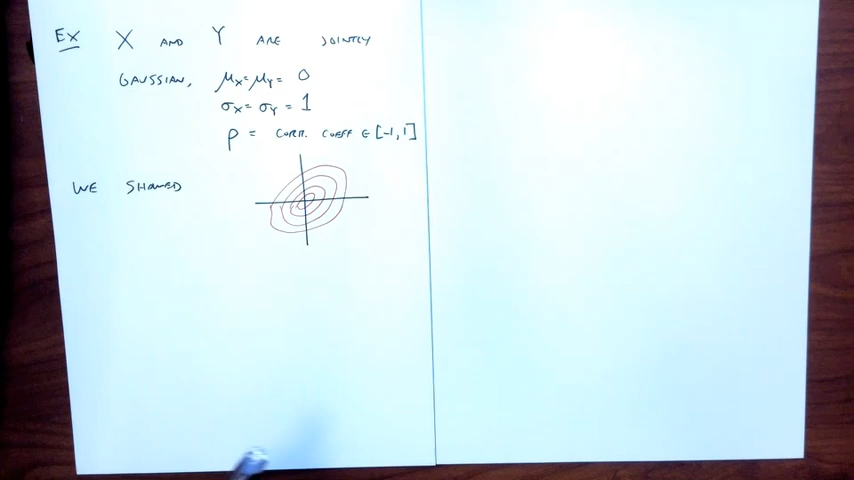 EX X AND Y ARE JOINTLY
GAUSSIAN, μX = μY = 0
σX = σY = 1
ρ = CORR. COEFF ∈ [-1, 1]
WE SHOWED